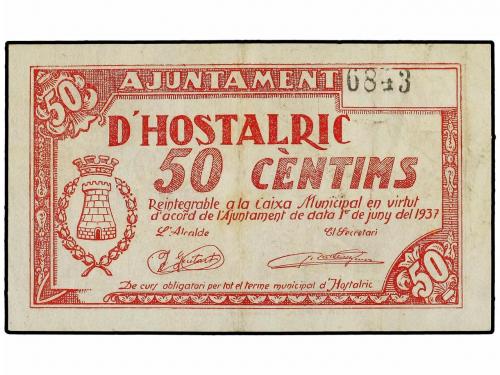 50
AJUNTAMENT
6843
D'HOSTALRIC
50 CÈNTIMS
Reintegrable a la Caixa Municipal en virtut
d'acord de l'Ajuntament de data 1er de juny del 1937
L'Alcalde El Secretari
De curs obligatori per tot el terme municipal d'Hostalric
50